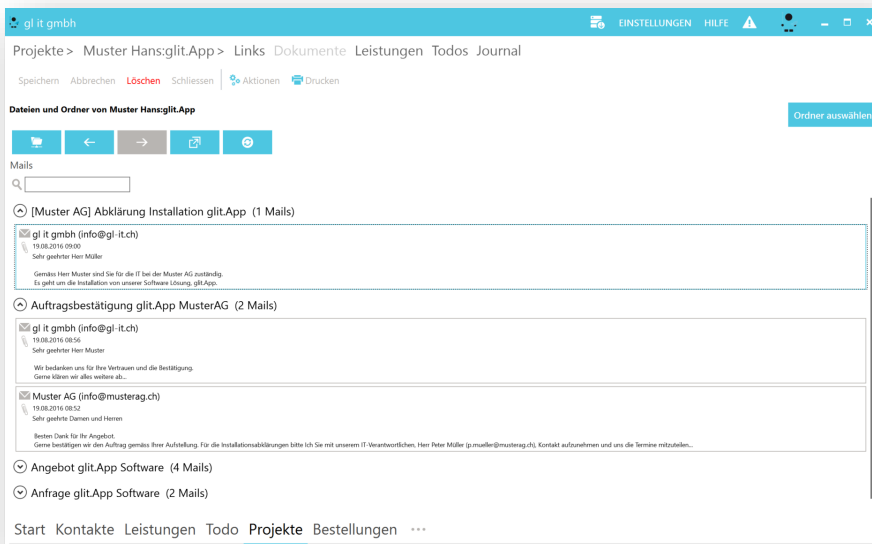 gl it gmbh
EINSTELLUNGEN HILFE
Projekte > Muster Hans:glit.App > Links Dokumente Leistungen Todos Journal
Speichern Abbrechen Löschen Schliessen Aktionen Drucken
Dateien und Ordner von Muster Hans:glit.App
Ordner auswählen
Mails
[Muster AG] Abklärung Installation glit.App (1 Mails)
gl it gmbh (info@gl-it.ch)
19.08.2016 09:00
Sehr geehrter Herr Müller
Gemäss Herr Muster sind Sie für die IT bei der Muster AG zuständig.
Es geht um die Installation von unserer Software Lösung, glit.App.
Auftragsbestätigung glit.App MusterAG (2 Mails)
gl it gmbh (info@gl-it.ch)
19.08.2016 08:56
Sehr geehrter Herr Muster
Wir bedanken uns für Ihre Vertrauen und die Bestätigung.
Gerne klären wir alles weitere ab...
Muster AG (info@musterag.ch)
19.08.2016 08:52
Sehr geehrte Damen und Herren
Besten Dank für Ihr Angebot.
Gerne bestätigen wir den Auftrag gemäss Ihrer Aufstellung. Für die Installationsabklärungen bitte Ich Sie mit unserem IT-Verantwortlichen, Herr Peter Müller (p.mueller@musterag.ch), Kontakt aufzunehmen und uns die Termine mitzuteilen...
Angebot glit.App Software (4 Mails)
Anfrage glit.App Software (2 Mails)
Start Kontakte Leistungen Todo Projekte Bestellungen ...